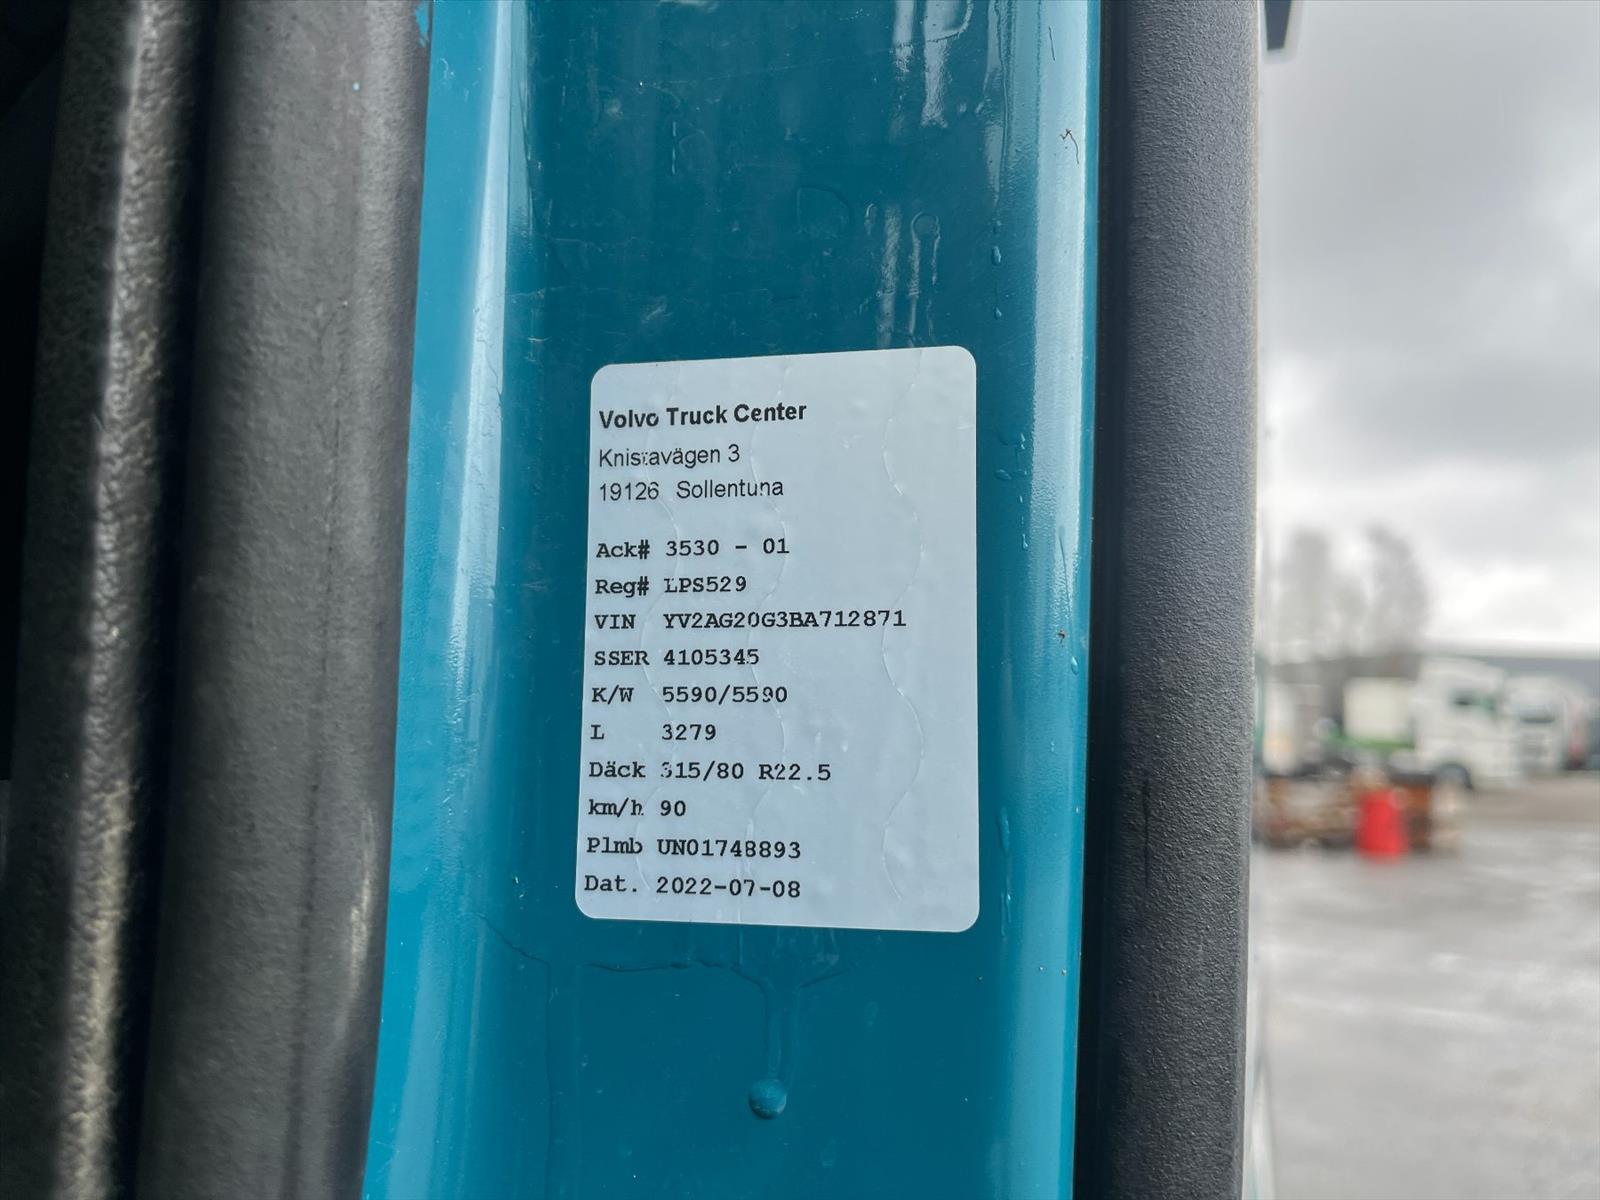 Volvo Truck Center
Knistavägen 3
19126 Sollentuna
Ack# 3530 - 01
Reg# LPS529
VIN YV2AG20G3BA712871
SSER 4105345
K/W 5590/5590
L 3279
Däck 315/80 R22.5
km/h 90
Plmb UN01748893
Dat. 2022-07-08